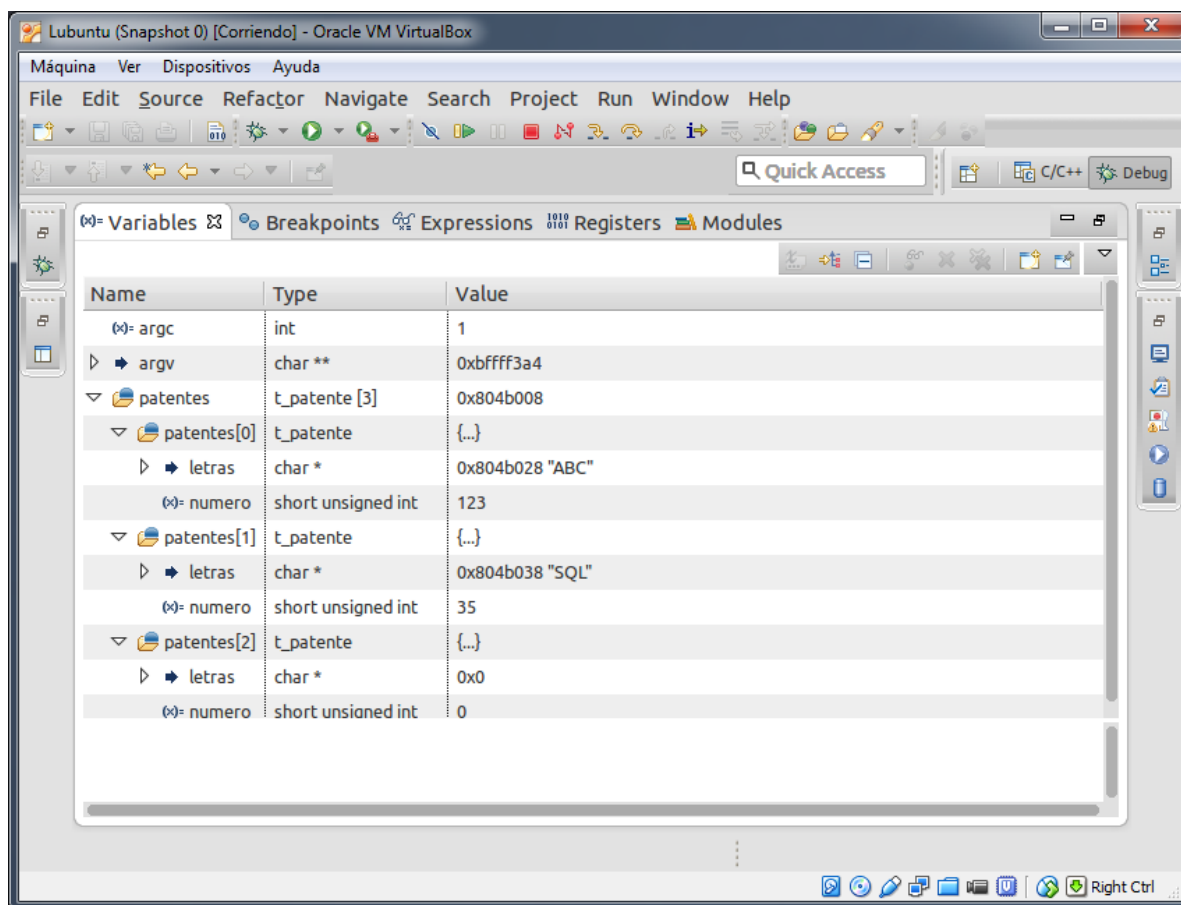 Lubuntu (Snapshot 0) [Corriendo] - Oracle VM VirtualBox
Máquina Ver Dispositivos Ayuda
File Edit Source Refactor Navigate Search Project Run Window Help
Quick Access C/C++ Debug
(x)= Variables Breakpoints Expressions Registers Modules
Name Type Value
(x)= argc int 1
argv char ** 0xbffff3a4
patentes t_patente [3] 0x804b008
patentes[0] t_patente {...}
letras char * 0x804b028 "ABC"
(x)= numero short unsigned int 123
patentes[1] t_patente {...}
letras char * 0x804b038 "SQL"
(x)= numero short unsigned int 35
patentes[2] t_patente {...}
letras char * 0x0
(x)= numero short unsigned int 0
Right Ctrl